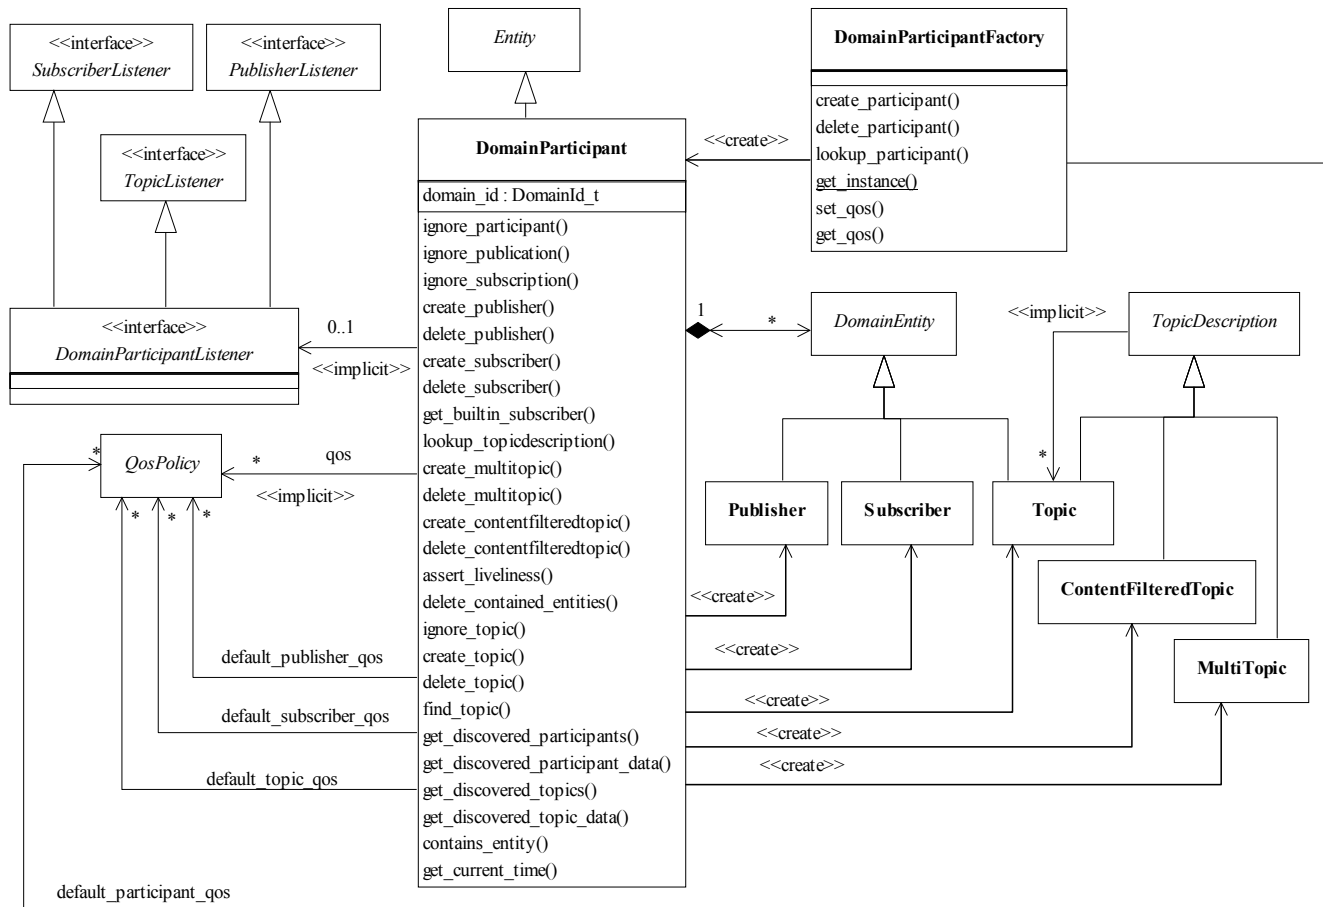 <<interface>>
SubscriberListener
<<interface>>
PublisherListener
<<interface>>
TopicListener
<<interface>>
DomainParticipantListener
Entity
DomainParticipant
domain_id : DomainId_t
ignore_participant()
ignore_publication()
ignore_subscription()
create_publisher()
delete_publisher()
create_subscriber()
delete_subscriber()
get_builtin_subscriber()
lookup_topicdescription()
create_multitopic()
delete_multitopic()
create_contentfilteredtopic()
delete_contentfilteredtopic()
assert_liveliness()
delete_contained_entities()
ignore_topic()
create_topic()
delete_topic()
find_topic()
get_discovered_participants()
get_discovered_participant_data()
get_discovered_topics()
get_discovered_topic_data()
contains_entity()
get_current_time()
DomainParticipantFactory
create_participant()
delete_participant()
lookup_participant()
get_instance()
set_qos()
get_qos()
<<create>>
0..1
<<implicit>>
QosPolicy
*
*
qos
<<implicit>>
*
*
*
default_publisher_qos
default_subscriber_qos
default_topic_qos
default_participant_qos
1
*
DomainEntity
<<implicit>>
TopicDescription
*
Publisher
Subscriber
Topic
ContentFilteredTopic
MultiTopic
<<create>>
<<create>>
<<create>>
<<create>>
<<create>>